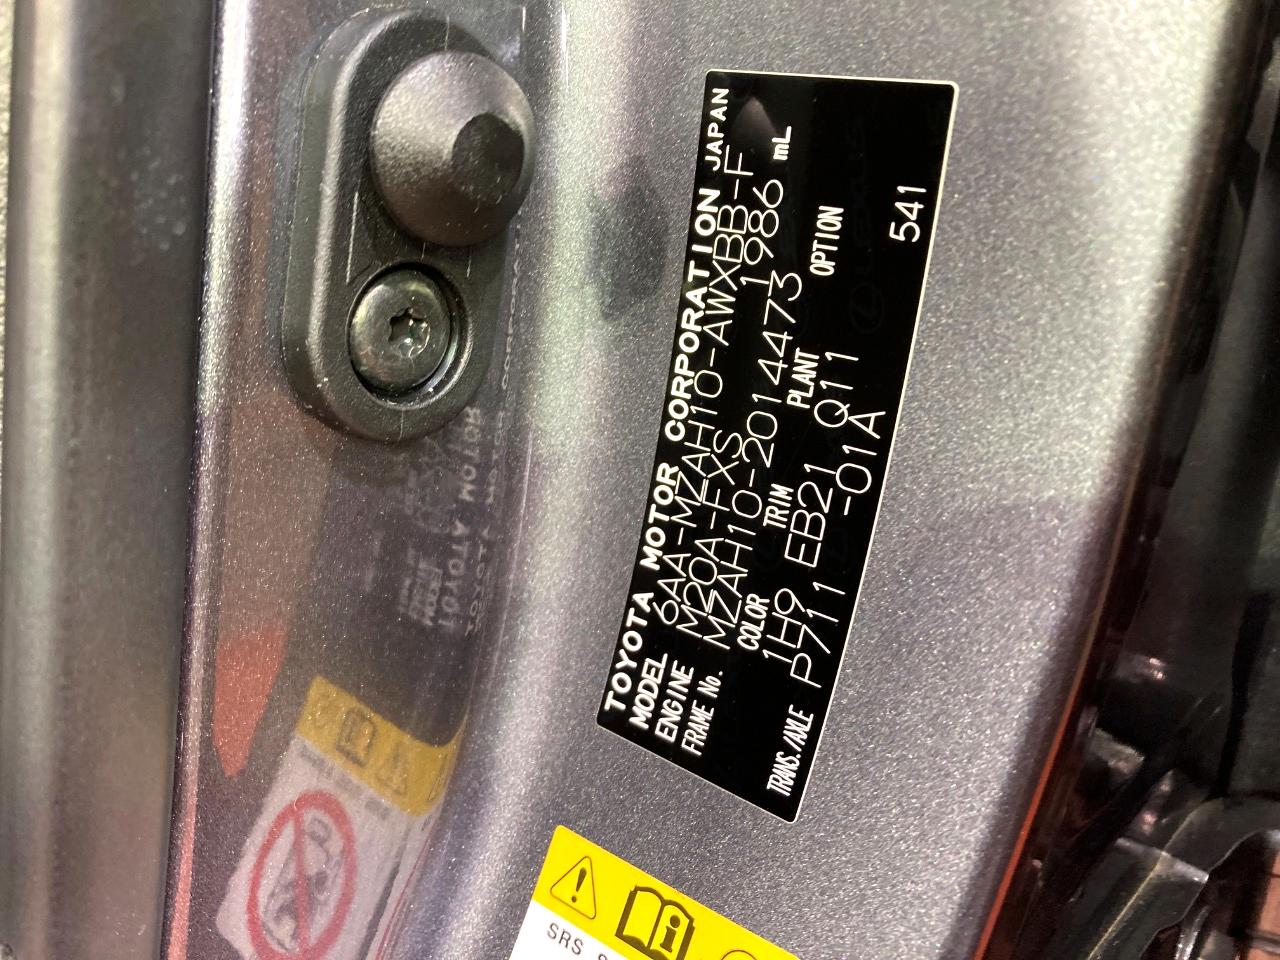 TOYOTA MOTOR CORPORATION JAPAN
MODEL 6AA-MZAH10-AWXBB-F
ENGINE M20A-FXS 1986 mL
FRAME No. MZAH10-2014473
COLOR TRIM PLANT OPTION
1H9 EB21 Q11 541
TRANS./AXLE P711 -01A
SRS